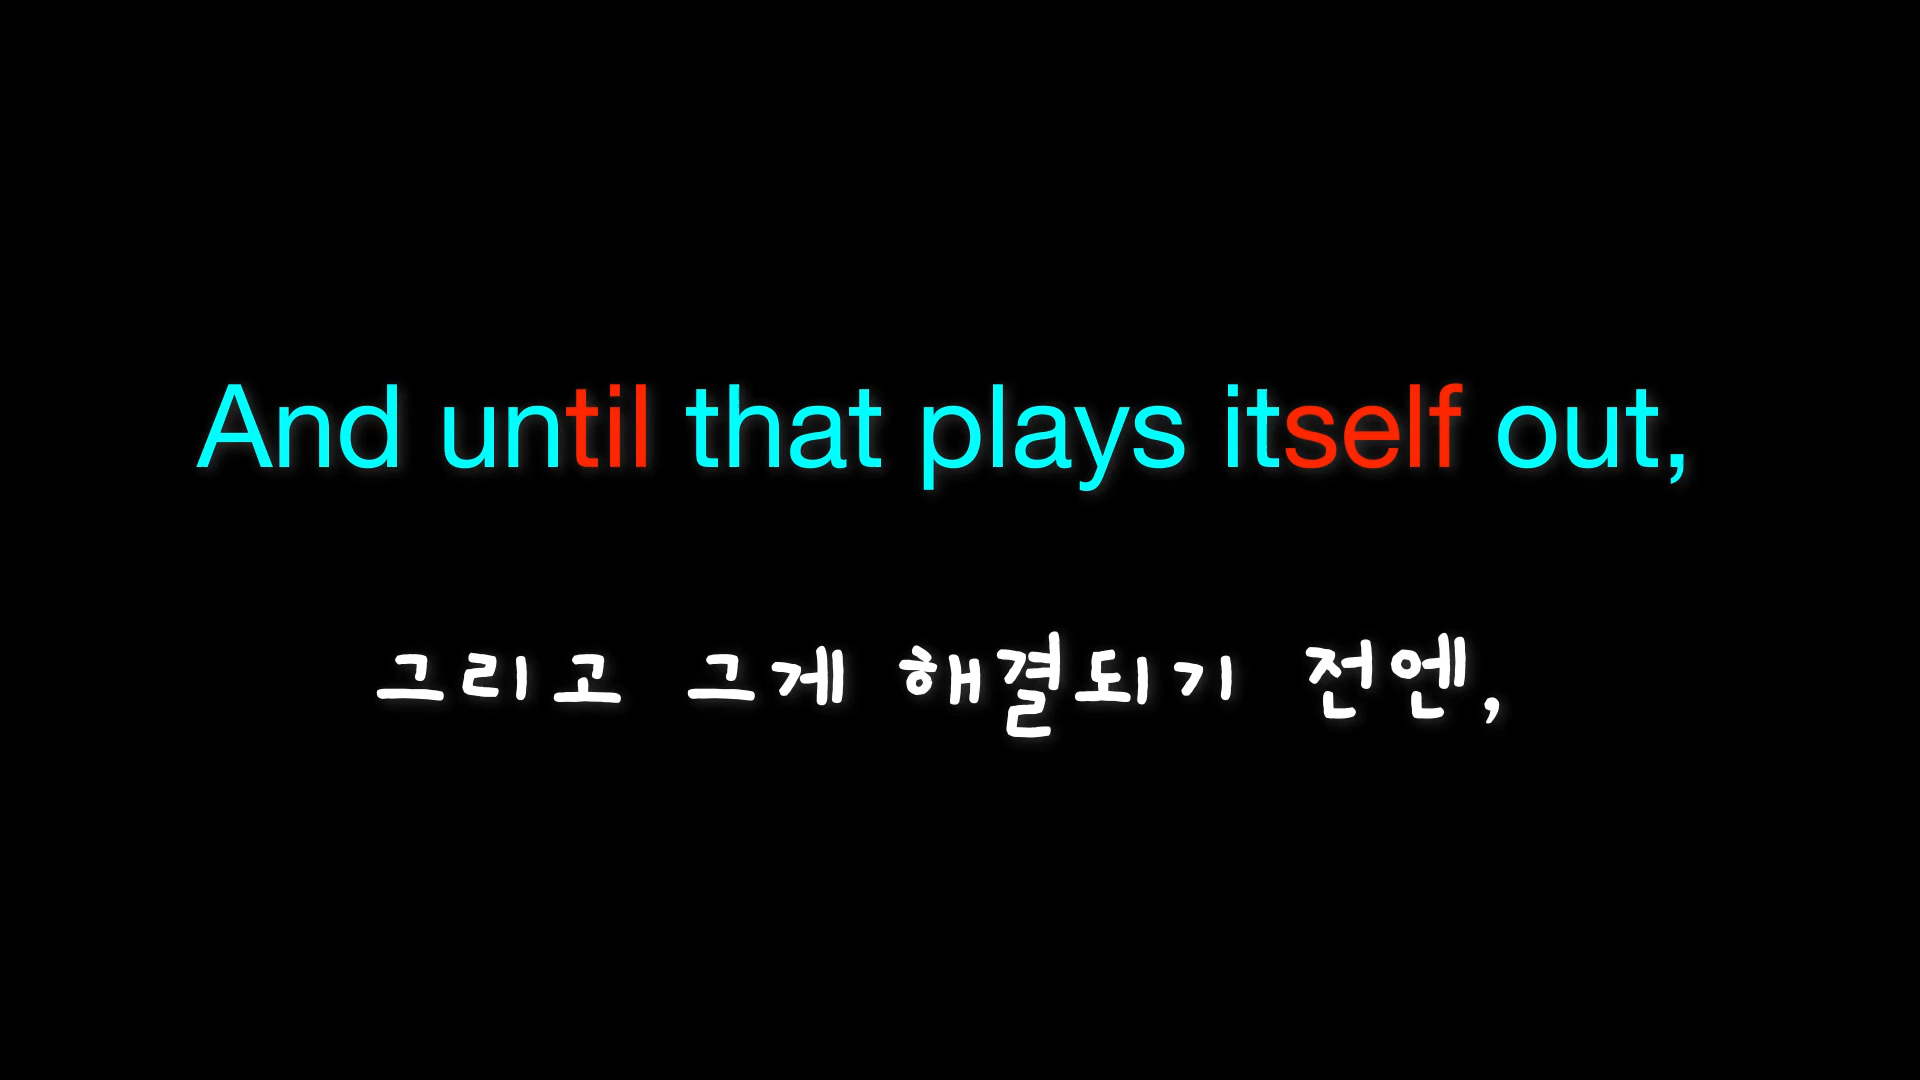 And until that plays itself out,
그리고 그게 해결되기 전엔,